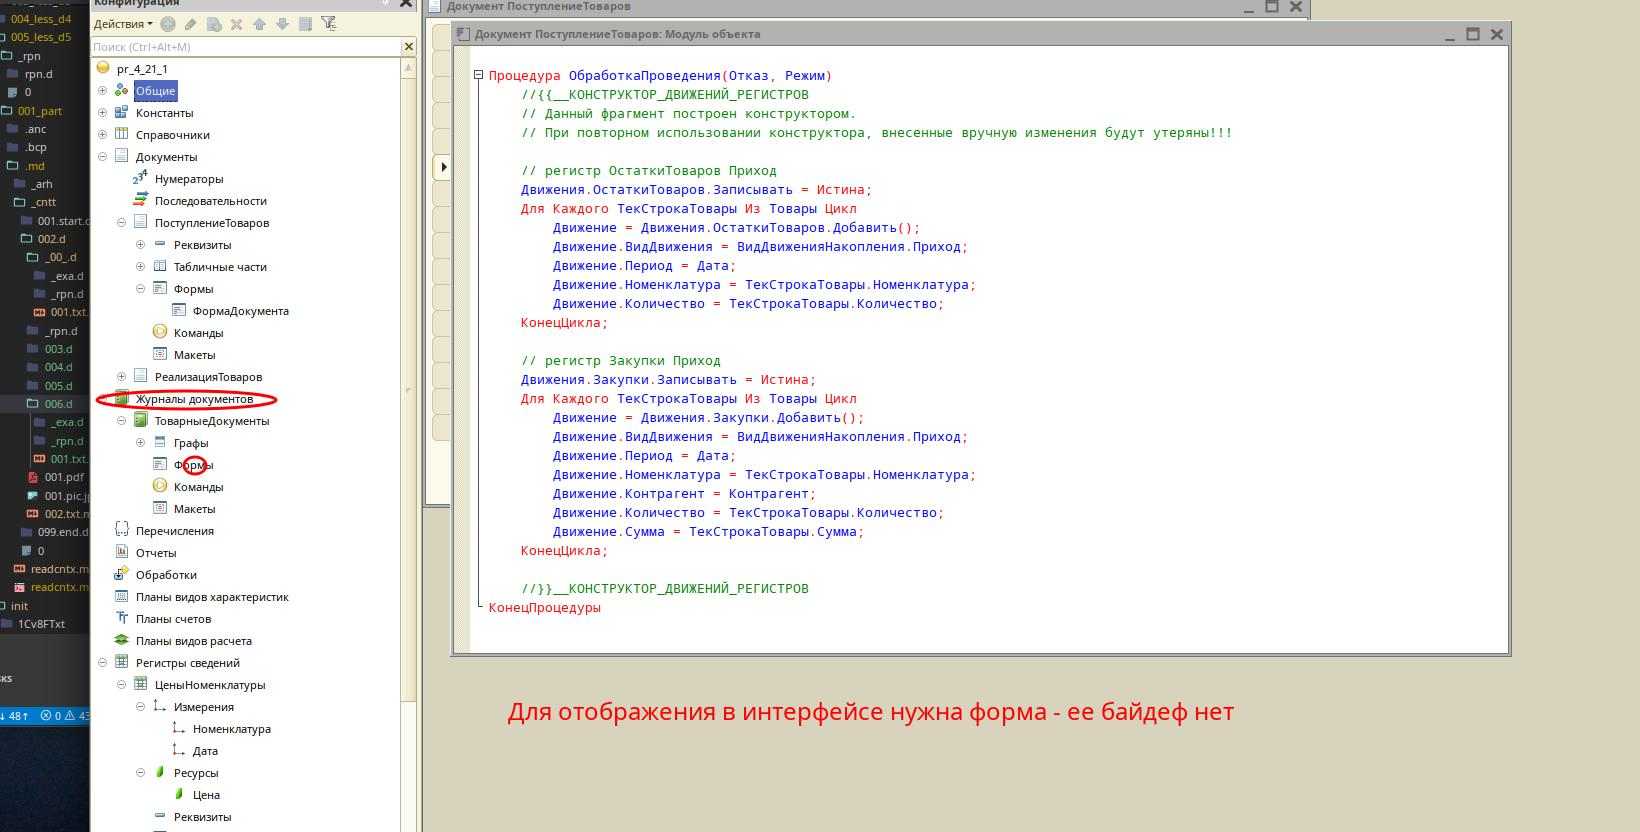 004_less_d4
005_less_d5
_rpn
rpn.d
0
001_part
.anc
.bcp
.md
_arh
_cntt
001.start.d
002.d
_00_.d
_exa.d
_rpn.d
001.txt.
_rpn.d
003.d
004.d
005.d
006.d
_exa.d
_rpn.d
001.txt.
001.pdf
001.pic.j
002.txt.m
099.end.d
0
readcntx.m
readcntx.m
init
1Cv8FTxt
48↑
0
43
Конфигурация
Действия
Поиск (Ctrl+Alt+M)
pr_4_21_1
Общие
Константы
Справочники
Документы
Нумераторы
Последовательности
ПоступлениеТоваров
Реквизиты
Табличные части
Формы
ФормаДокумента
Команды
Макеты
РеализацияТоваров
Журналы документов
ТоварныеДокументы
Графы
Формы
Команды
Макеты
Перечисления
Отчеты
Обработки
Планы видов характеристик
Планы счетов
Планы видов расчета
Регистры сведений
ЦеныНоменклатуры
Измерения
Номенклатура
Дата
Ресурсы
Цена
Реквизиты
Документ ПоступлениеТоваров
Документ ПоступлениеТоваров: Модуль объекта
Процедура ОбработкаПроведения(Отказ, Режим)
//{{__КОНСТРУКТОР_ДВИЖЕНИЙ_РЕГИСТРОВ
// Данный фрагмент построен конструктором.
// При повторном использовании конструктора, внесенные вручную изменения будут утеряны!!!
// регистр ОстаткиТоваров Приход
Движения.ОстаткиТоваров.Записывать = Истина;
Для Каждого ТекСтрокаТовары Из Товары Цикл
Движение = Движения.ОстаткиТоваров.Добавить();
Движение.ВидДвижения = ВидДвиженияНакопления.Приход;
Движение.Период = Дата;
Движение.Номенклатура = ТекСтрокаТовары.Номенклатура;
Движение.Количество = ТекСтрокаТовары.Количество;
КонецЦикла;
// регистр Закупки Приход
Движения.Закупки.Записывать = Истина;
Для Каждого ТекСтрокаТовары Из Товары Цикл
Движение = Движения.Закупки.Добавить();
Движение.ВидДвижения = ВидДвиженияНакопления.Приход;
Движение.Период = Дата;
Движение.Номенклатура = ТекСтрокаТовары.Номенклатура;
Движение.Контрагент = Контрагент;
Движение.Количество = ТекСтрокаТовары.Количество;
Движение.Сумма = ТекСтрокаТовары.Сумма;
КонецЦикла;
//}}__КОНСТРУКТОР_ДВИЖЕНИЙ_РЕГИСТРОВ
КонецПроцедуры
Для отображения в интерфейсе нужна форма - ее байдеф нет